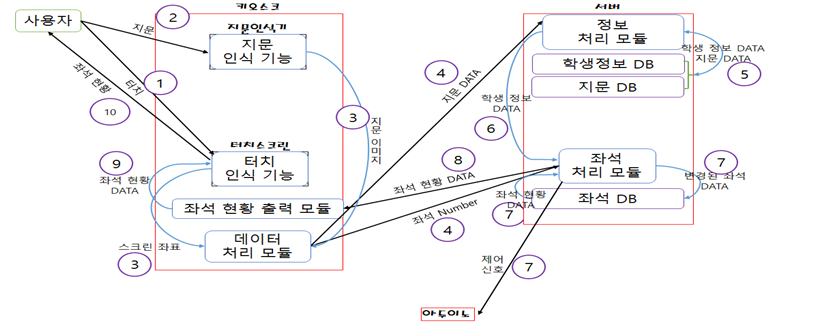 키오스크
서버
사용자
2
지문
지문인식기
지문
인식 기능
정보
처리 모듈
학생 정보 DATA
지문 DATA
학생정보 DB
지문 DB
5
4
지문 DATA
좌석 현황
터치
1
10
3
지문 이미지
학생 정보
DATA
6
터치스크린
터치
인식 기능
9
좌석 현황
DATA
8
좌석 현황 DATA
좌석
처리 모듈
7
변경된 좌석
DATA
좌석 현황 출력 모듈
좌석 현황
DATA
좌석 DB
7
좌석 Number
4
데이터
처리 모듈
스크린 좌표
3
제어
신호
7
아두이노